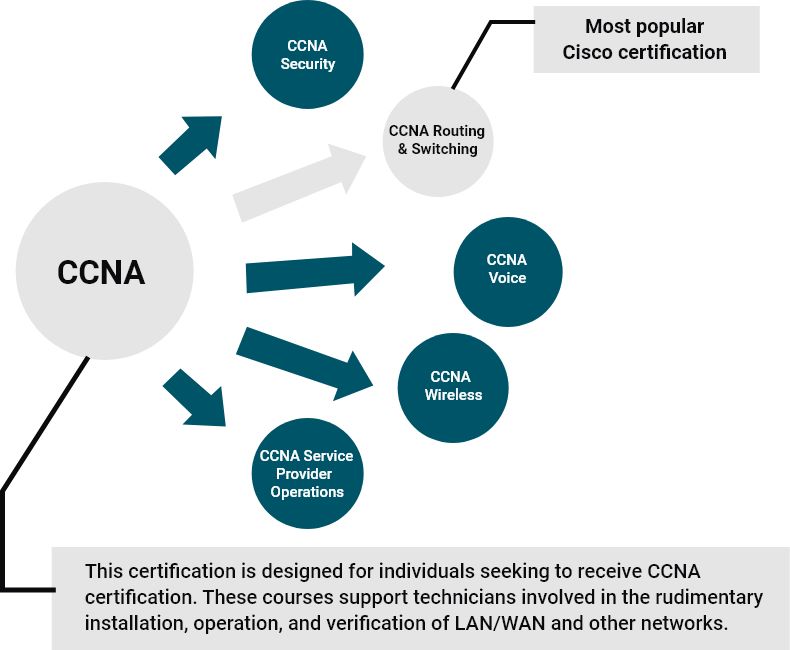 CCNA
Security
Most popular
Cisco certification
CCNA Routing
& Switching
CCNA
CCNA
Voice
CCNA
Wireless
CCNA Service
Provider
Operations
This certification is designed for individuals seeking to receive CCNA
certification. These courses support technicians involved in the rudimentary
installation, operation, and verification of LAN/WAN and other networks.